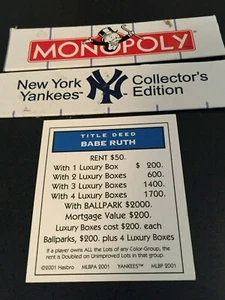 MONOPOLY
New York Yankees™ NY Collector's Edition
TITLE DEED
BABE RUTH
RENT $50.
With 1 Luxury Box $ 200.
With 2 Luxury Boxes 600.
With 3 Luxury Boxes 1400.
With 4 Luxury Boxes 1700.
With BALLPARK $2000.
Mortgage Value $200.
Luxury Boxes cost $200. each
Ballparks, $200. plus 4 Luxury Boxes
If a player owns ALL the Lots of any Color-Group, the
rent is Doubled on Unimproved Lots in that group.
©2001 Hasbro MLBPA 2001 YANKEES™ MLBP 2001